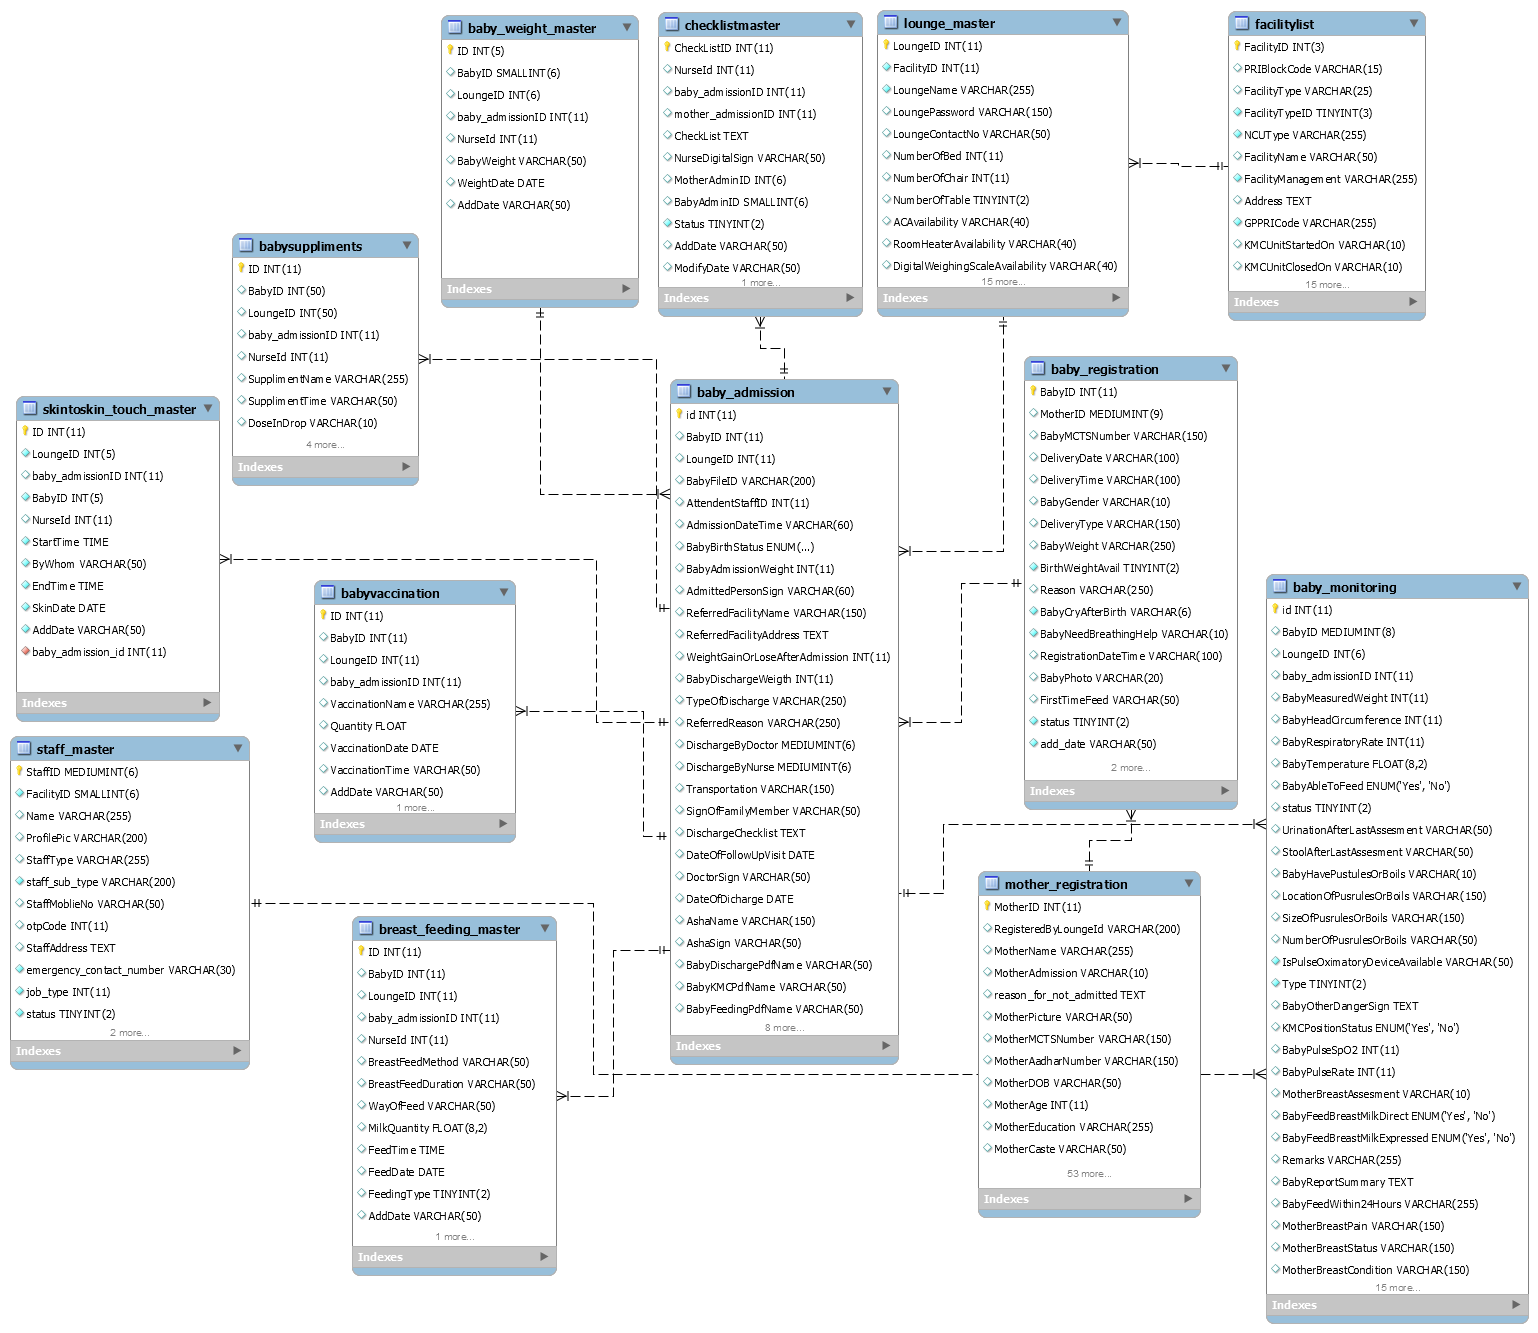 baby_weight_master
ID INT(5)
BabyID SMALLINT(6)
LoungeID INT(6)
baby_admissionID INT(11)
NurseId INT(11)
BabyWeight VARCHAR(50)
WeightDate DATE
AddDate VARCHAR(50)
Indexes
checklistmaster
CheckListID INT(11)
NurseId INT(11)
baby_admissionID INT(11)
mother_admissionID INT(11)
CheckList TEXT
NurseDigitalSign VARCHAR(50)
MotherAdminID INT(6)
BabyAdminID SMALLINT(6)
Status TINYINT(2)
AddDate VARCHAR(50)
ModifyDate VARCHAR(50)
1 more...
Indexes
lounge_master
LoungeID INT(11)
FacilityID INT(11)
LoungeName VARCHAR(255)
LoungePassword VARCHAR(150)
LoungeContactNo VARCHAR(50)
NumberOfBed INT(11)
NumberOfChair INT(11)
NumberOfTable TINYINT(2)
ACAvailability VARCHAR(40)
RoomHeaterAvailability VARCHAR(40)
DigitalWeighingScaleAvailability VARCHAR(40)
15 more...
Indexes
facilitylist
FacilityID INT(3)
PRIBlockCode VARCHAR(15)
FacilityType VARCHAR(25)
FacilityTypeID TINYINT(3)
NCUType VARCHAR(255)
FacilityName VARCHAR(50)
FacilityManagement VARCHAR(255)
Address TEXT
GPPRICode VARCHAR(255)
KMCUnitStartedOn VARCHAR(10)
KMCUnitClosedOn VARCHAR(10)
15 more...
Indexes
babysuppliments
ID INT(11)
BabyID INT(50)
LoungeID INT(50)
baby_admissionID INT(11)
NurseId INT(11)
SupplimentName VARCHAR(255)
SupplimentTime VARCHAR(50)
DoseInDrop VARCHAR(10)
4 more...
Indexes
skintoskin_touch_master
ID INT(11)
LoungeID INT(5)
baby_admissionID INT(11)
BabyID INT(5)
NurseId INT(11)
StartTime TIME
ByWhom VARCHAR(50)
EndTime TIME
SkinDate DATE
AddDate VARCHAR(50)
baby_admission_id INT(11)
Indexes
baby_admission
id INT(11)
BabyID INT(11)
LoungeID INT(11)
BabyFileID VARCHAR(200)
AttendentStaffID INT(11)
AdmissionDateTime VARCHAR(60)
BabyBirthStatus ENUM(...)
BabyAdmissionWeight INT(11)
AdmittedPersonSign VARCHAR(60)
ReferredFacilityName VARCHAR(150)
ReferredFacilityAddress TEXT
WeightGainOrLoseAfterAdmission INT(11)
BabyDischargeWeigth INT(11)
TypeOfDischarge VARCHAR(250)
ReferredReason VARCHAR(250)
DischargeByDoctor MEDIUMINT(6)
DischargeByNurse MEDIUMINT(6)
Transportation VARCHAR(150)
SignOfFamilyMember VARCHAR(50)
DischargeChecklist TEXT
DateOfFollowUpVisit DATE
DoctorSign VARCHAR(50)
DateOfDicharge DATE
AshaName VARCHAR(150)
AshaSign VARCHAR(50)
BabyDischargePdfName VARCHAR(50)
BabyKMCPdfName VARCHAR(50)
BabyFeedingPdfName VARCHAR(50)
8 more...
Indexes
baby_registration
BabyID INT(11)
MotherID MEDIUMINT(9)
BabyMCTSNumber VARCHAR(150)
DeliveryDate VARCHAR(100)
DeliveryTime VARCHAR(100)
BabyGender VARCHAR(10)
DeliveryType VARCHAR(150)
BabyWeight VARCHAR(250)
BirthWeightAvail TINYINT(2)
Reason VARCHAR(250)
BabyCryAfterBirth VARCHAR(6)
BabyNeedBreathingHelp VARCHAR(10)
RegistrationDateTime VARCHAR(100)
BabyPhoto VARCHAR(20)
FirstTimeFeed VARCHAR(50)
status TINYINT(2)
add_date VARCHAR(50)
2 more...
Indexes
babyvaccination
ID INT(11)
BabyID INT(11)
LoungeID INT(11)
baby_admissionID INT(11)
VaccinationName VARCHAR(255)
Quantity FLOAT
VaccinationDate DATE
VaccinationTime VARCHAR(50)
AddDate VARCHAR(50)
1 more...
Indexes
baby_monitoring
id INT(11)
BabyID MEDIUMINT(8)
LoungeID INT(6)
baby_admissionID INT(11)
BabyMeasuredWeight INT(11)
BabyHeadCircumference INT(11)
BabyRespiratoryRate INT(11)
BabyTemperature FLOAT(8,2)
BabyAbleToFeed ENUM('Yes', 'No')
status TINYINT(2)
UrinationAfterLastAssesment VARCHAR(50)
StoolAfterLastAssesment VARCHAR(50)
BabyHavePustulesOrBoils VARCHAR(10)
LocationOfPusrulesOrBoils VARCHAR(150)
SizeOfPusrulesOrBoils VARCHAR(150)
NumberOfPusrulesOrBoils VARCHAR(50)
IsPulseOximatoryDeviceAvailable VARCHAR(50)
Type TINYINT(2)
BabyOtherDangerSign TEXT
KMCPositionStatus ENUM('Yes', 'No')
BabyPulseSpO2 INT(11)
BabyPulseRate INT(11)
MotherBreastAssesment VARCHAR(10)
BabyFeedBreastMilkDirect ENUM('Yes', 'No')
BabyFeedBreastMilkExpressed ENUM('Yes', 'No')
Remarks VARCHAR(255)
BabyReportSummary TEXT
BabyFeedWithin24Hours VARCHAR(255)
MotherBreastPain VARCHAR(150)
MotherBreastStatus VARCHAR(150)
MotherBreastCondition VARCHAR(150)
15 more...
Indexes
staff_master
StaffID MEDIUMINT(6)
FacilityID SMALLINT(6)
Name VARCHAR(255)
ProfilePic VARCHAR(200)
StaffType VARCHAR(255)
staff_sub_type VARCHAR(200)
StaffMoblieNo VARCHAR(50)
otpCode INT(11)
StaffAddress TEXT
emergency_contact_number VARCHAR(30)
job_type INT(11)
status TINYINT(2)
2 more...
Indexes
breast_feeding_master
ID INT(11)
BabyID INT(11)
LoungeID INT(11)
baby_admissionID INT(11)
NurseId INT(11)
BreastFeedMethod VARCHAR(50)
BreastFeedDuration VARCHAR(50)
WayOfFeed VARCHAR(50)
MilkQuantity FLOAT(8,2)
FeedTime TIME
FeedDate DATE
FeedingType TINYINT(2)
AddDate VARCHAR(50)
1 more...
Indexes
mother_registration
MotherID INT(11)
RegisteredByLoungeId VARCHAR(200)
MotherName VARCHAR(255)
MotherAdmission VARCHAR(10)
reason_for_not_admitted TEXT
MotherPicture VARCHAR(50)
MotherMCTSNumber VARCHAR(150)
MotherAadharNumber VARCHAR(150)
MotherDOB VARCHAR(50)
MotherAge INT(11)
MotherEducation VARCHAR(255)
MotherCaste VARCHAR(50)
53 more...
Indexes